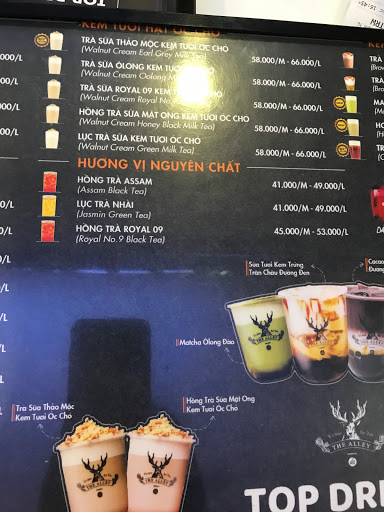 KEM TƯƠI HẠT ÓC CHÓ
TRÀ SỮA THẢO MỘC KEM TƯƠI ÓC CHÓ 58.000/M - 66.000/L
(Walnut Cream Earl Grey Milk Tea)
TRÀ SỮA ÔLONG KEM TƯƠI ÓC CHÓ 58.000/M - 66.000/L
(Walnut Cream Oolong Milk Tea)
TRÀ SỮA ROYAL 09 KEM TƯƠI ÓC CHÓ 58.000/M - 66.000/L
(Walnut Cream Royal No.9 Milk Tea)
HỒNG TRÀ SỮA MẬT ONG KEM TƯƠI ÓC CHÓ 58.000/M - 66.000/L
(Walnut Cream Honey Black Milk Tea)
LỤC TRÀ SỮA KEM TƯƠI ÓC CHÓ 58.000/M - 66.000/L
(Walnut Cream Green Milk Tea)
HƯƠNG VỊ NGUYÊN CHẤT
HỒNG TRÀ ASSAM 41.000/M - 49.000/L
(Assam Black Tea)
LỤC TRÀ NHÀI 41.000/M - 49.000/L
(Jasmin Green Tea)
HỒNG TRÀ ROYAL 09 45.000/M - 53.000/L
(Royal No.9 Black Tea)
Sữa Tươi Kem Trứng
Trân Châu Đường Đen
Cacao
Đường
Matcha Ôlong Đào
THE ALLEY
Trà Sữa Thảo Mộc
Kem Tươi Óc Chó
Hồng Trà Sữa Mật Ong
Kem Tươi Óc Chó
THE ALLEY
TOP DRI